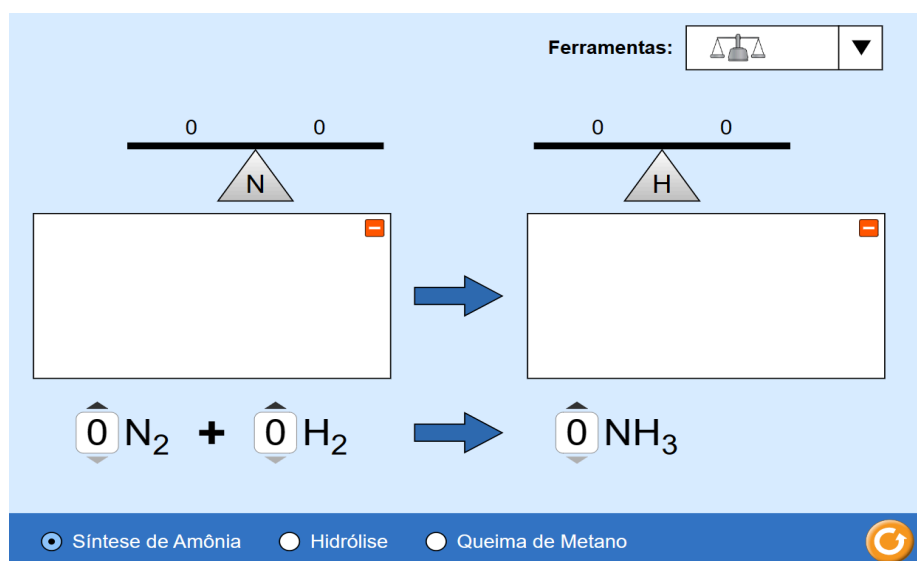 Ferramentas:
0 0 0 0
N H
0 N₂ + 0 H₂ 0 NH₃
Síntese de Amônia Hidrólise Queima de Metano